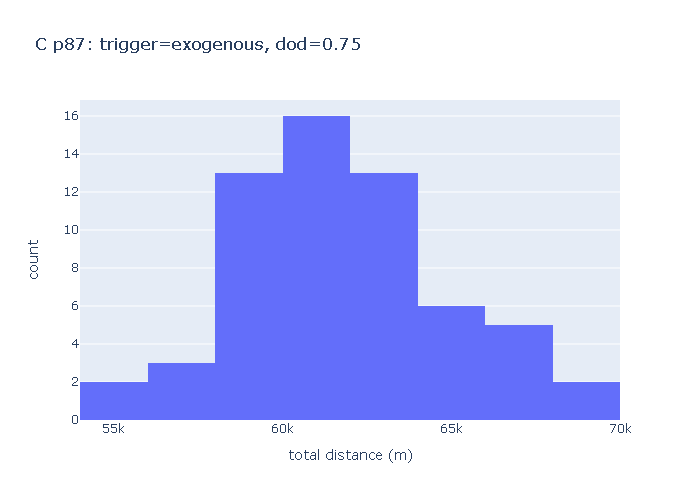 C p87: trigger=exogenous, dod=0.75
16
14
12
10
8
6
4
2
0
count
55k
60k
65k
70k
total distance (m)